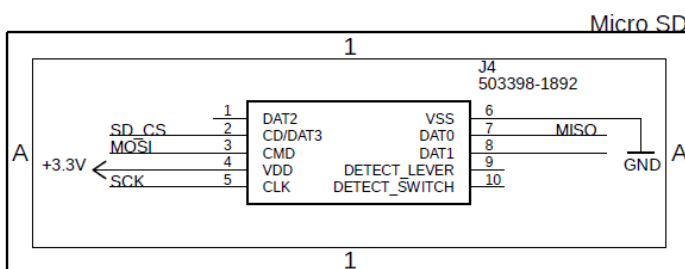 Micro SD
1
J4
503398-1892
1 DAT2 VSS 6
SD_CS 2 CD/DAT3 DAT0 7 MISO
MOSI 3 CMD DAT1 8
A +3.3V 4 VDD DETECT_LEVER 9 GND A
SCK 5 CLK DETECT_SWITCH 10
1